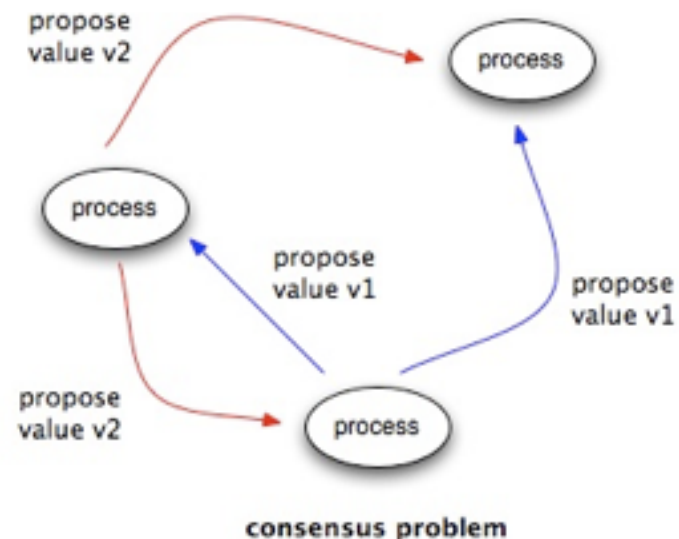 propose
value v2
process
process
propose
value v1
propose
value v1
propose
value v2
process
consensus problem